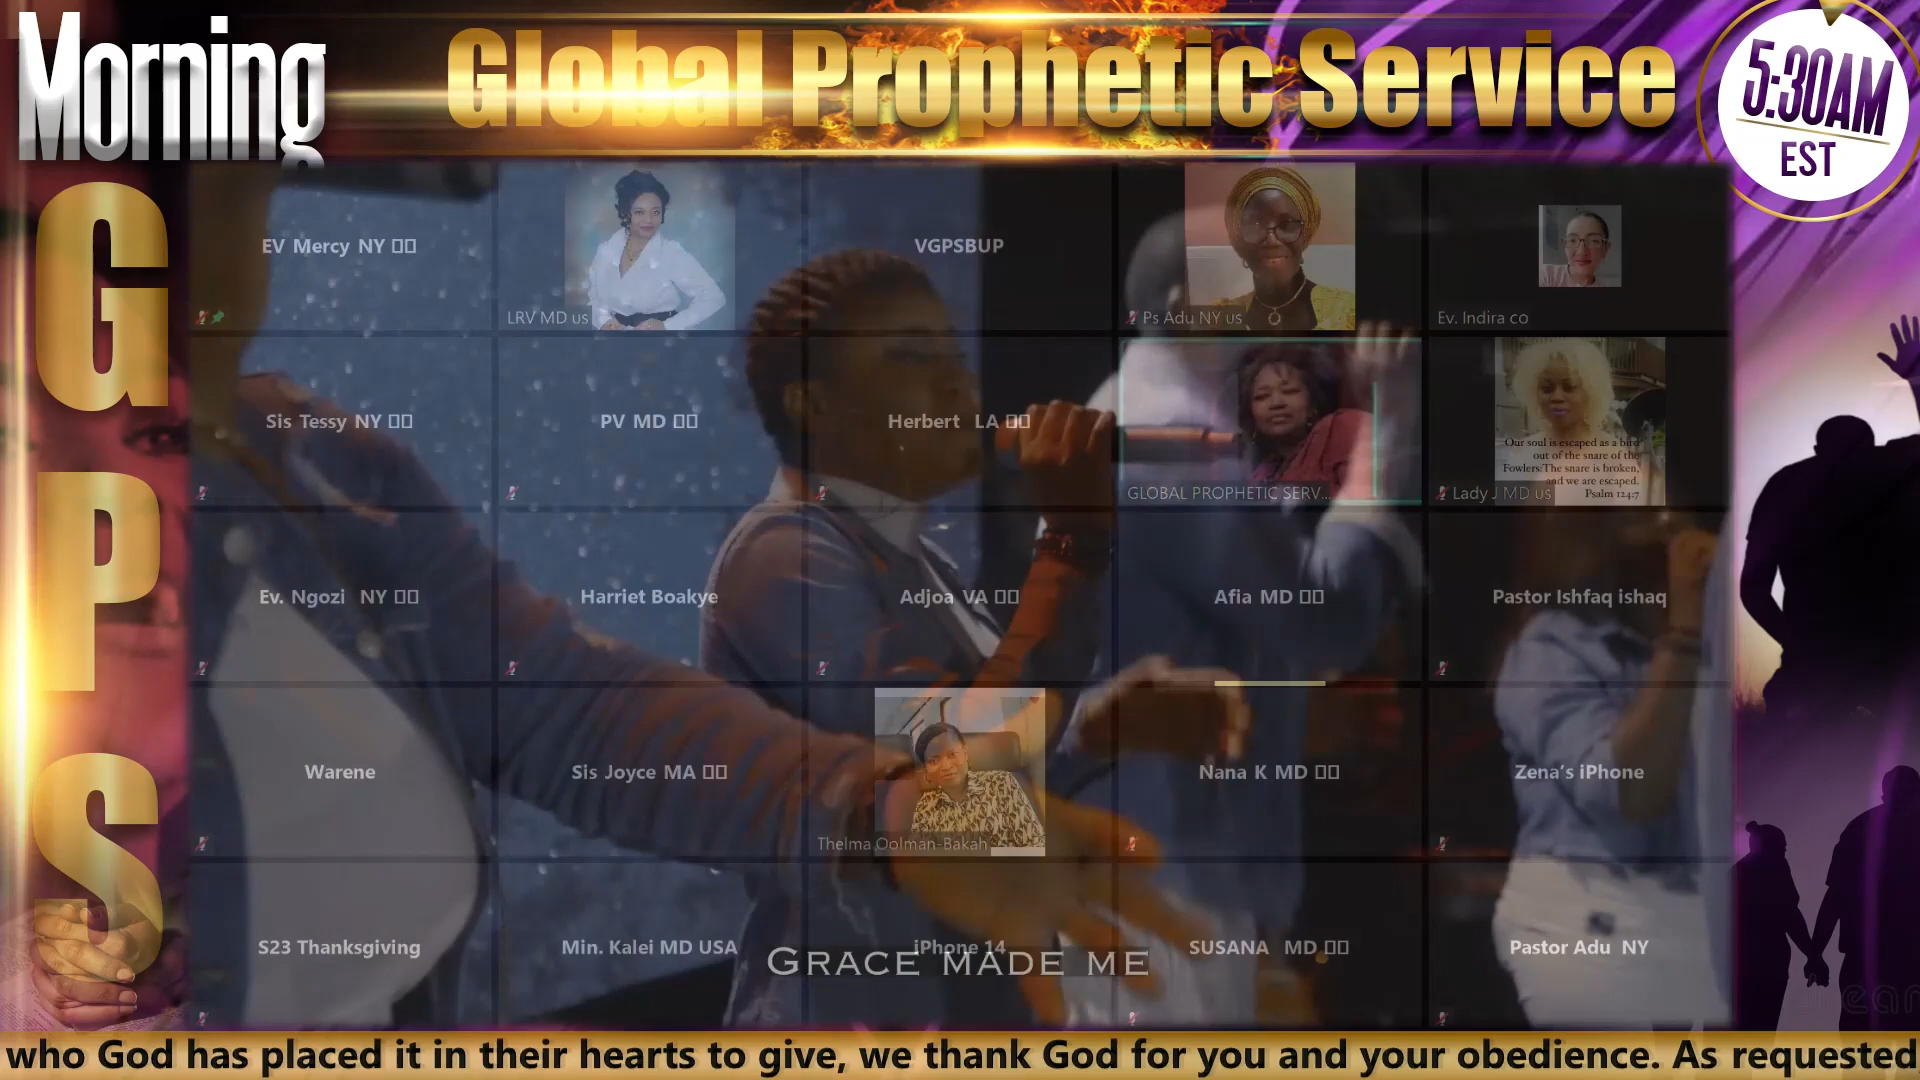 Morning
Global Prophetic Service
5:30AM
EST
GPS
EV Mercy NY
LRV MD us
VGPSBUP
Ps Adu NY us
Ev. Indira co
Sis Tessy NY
PV MD
Herbert LA
GLOBAL PROPHETIC SERV...
Our soul is escaped as a bird
out of the snare of the
Fowlers:The snare is broken,
and we are escaped.
Psalm 124:7
Lady J MD us
Ev. Ngozi NY
Harriet Boakye
Adjoa VA
Afia MD
Pastor Ishfaq ishaq
Warene
Sis Joyce MA
Thelma Oolman-Bakah
Nana K MD
Zena's iPhone
S23 Thanksgiving
Min. Kalei MD USA
iPhone 14
SUSANA MD
Pastor Adu NY
GRACE MADE ME
who God has placed it in their hearts to give, we thank God for you and your obedience. As requested